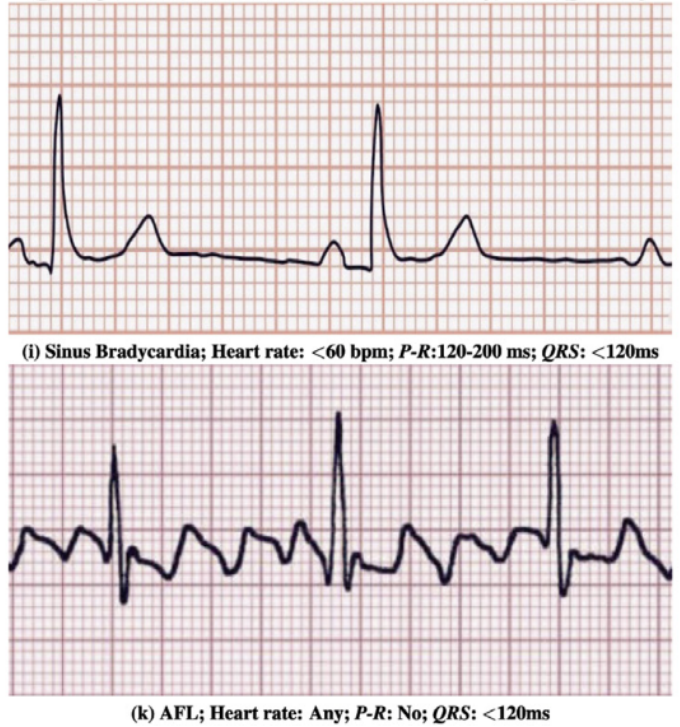 (i) Sinus Bradycardia; Heart rate: <60 bpm; P-R:120-200 ms; QRS: <120ms
(k) AFL; Heart rate: Any; P-R: No; QRS: <120ms